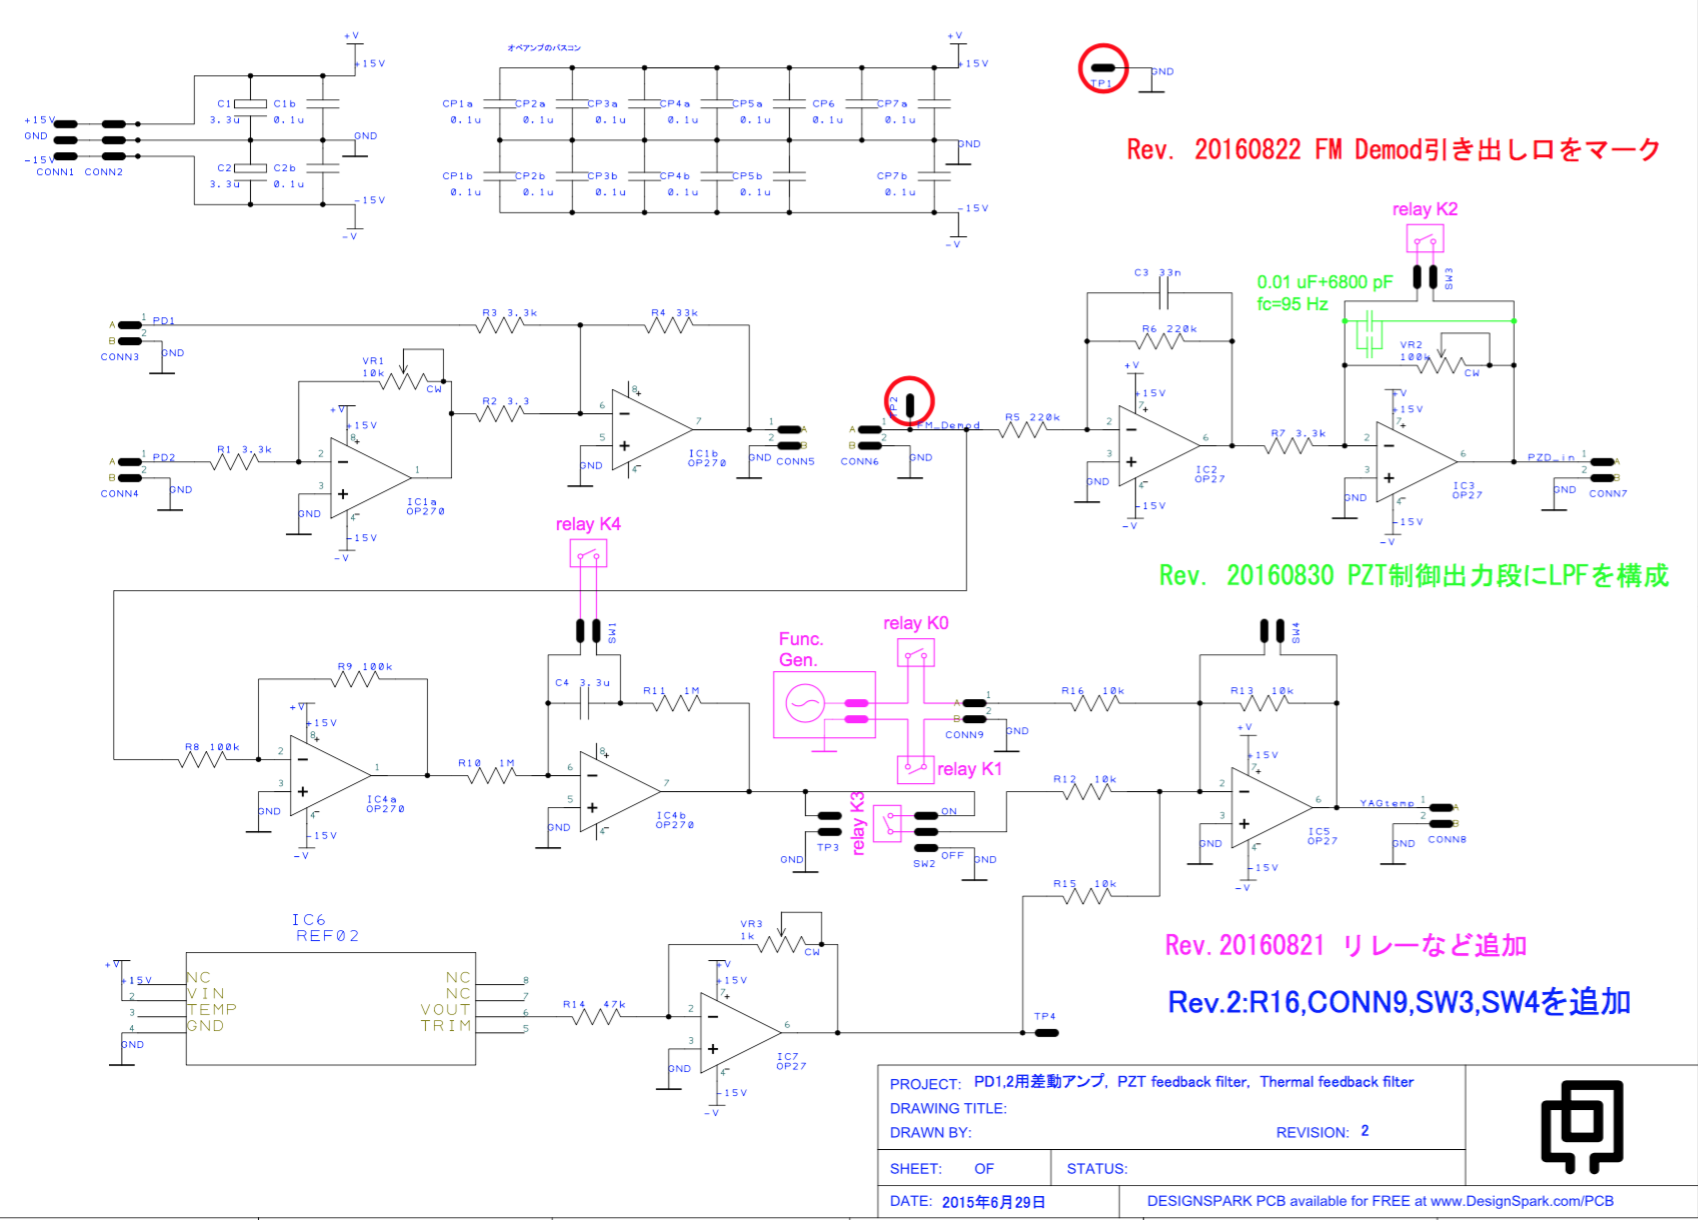 +V
+15V
C1
3.3u
C1b
0.1u
+15V
GND
-15V
CONN1 CONN2
GND
C2
3.3u
C2b
0.1u
-15V
-V
オペアンプのパスコン
+V
+15V
CP1a
0.1u
CP2a
0.1u
CP3a
0.1u
CP4a
0.1u
CP5a
0.1u
CP6
0.1u
CP7a
0.1u
GND
CP1b
0.1u
CP2b
0.1u
CP3b
0.1u
CP4b
0.1u
CP5b
0.1u
CP7b
0.1u
-15V
-V
TP1
GND
Rev. 20160822 FM Demod引き出し口をマーク
relay K2
SW3
0.01 uF+6800 pF
fc=95 Hz
C3 33n
R6 220k
VR2
100k
CW
A 1 PD1
B 2
CONN3
GND
R3 3.3k
R4 33k
VR1
10k
CW
R2 3.3
+V
+15V
8+
6
5
7
4-
GND
IC1b
OP270
A 1 PD2
B 2
CONN4
GND
R1 3.3k
2
3
1
8+
4-
GND
IC1a
OP270
-15V
-V
1 A
2 B
GND
CONN5
TP2
A 1 FM_Demod
B 2
CONN6
GND
R5 220k
+V
+15V
7+
2
3
6
4-
GND
IC2
OP27
-15V
-V
R7 3.3k
+V
+15V
7+
2
3
6
4-
GND
IC3
OP27
-15V
-V
PZD_in 1 A
2 B
GND
CONN7
Rev. 20160830 PZT制御出力段にLPFを構成
relay K4
SW1
C4 3.3u
R11 1M
R9 100k
R8 100k
+V
+15V
8+
2
3
1
4-
GND
IC4a
OP270
-15V
-V
R10 1M
8+
6
5
7
4-
GND
IC4b
OP270
Func.
Gen.
relay K0
A 1
B 2
CONN9
GND
relay K1
relay K3
TP3
GND
ON
OFF
SW2
GND
R16 10k
R12 10k
R15 10k
SW4
R13 10k
+V
+15V
7+
2
3
6
4-
GND
IC5
OP27
-15V
-V
YAGtemp 1 A
2 B
GND
CONN8
IC6
REF02
+V
+15V
2
3
4
GND
NC
VIN
TEMP
GND
NC
NC
VOUT
TRIM
8
7
6
5
R14 47k
VR3
1k
CW
+V
+15V
7+
2
3
6
4-
GND
IC7
OP27
-15V
-V
TP4
Rev.20160821 リレーなど追加
Rev.2:R16,CONN9,SW3,SW4を追加
PROJECT: PD1,2用差動アンプ, PZT feedback filter, Thermal feedback filter
DRAWING TITLE:
DRAWN BY:
REVISION: 2
SHEET: OF
STATUS:
DATE: 2015年6月29日
DESIGNSPARK PCB available for FREE at www.DesignSpark.com/PCB